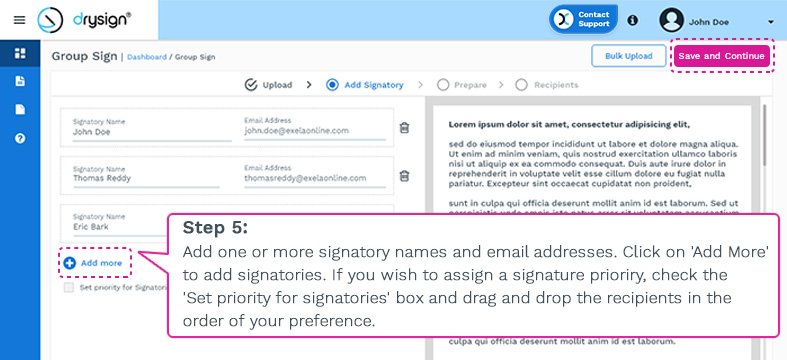 drysign®
Contact
Support
John Doe
Group Sign | Dashboard / Group Sign
Bulk Upload
Save and Continue
Upload
Add Signatory
Prepare
Recipients
Signatory Name
John Doe
Email Address
john.doe@exelaonline.com
Signatory Name
Thomas Reddy
Email Address
thomasreddy@exelaonline.com
Signatory Name
Eric Bark
Add more
Set priority for Signatori
Lorem ipsum dolor sit amet, consectetur adipisicing elit,
sed do eiusmod tempor incididunt ut labore et dolore magna aliqua.
Ut enim ad minim veniam, quis nostrud exercitation ullamco laboris
nisi ut aliquip ex ea commodo consequat. Duis aute irure dolor in
reprehenderit in voluptate velit esse cillum dolore eu fugiat nulla
pariatur. Excepteur sint occaecat cupidatat non proident,
sunt in culpa qui officia deserunt mollit anim id est laborum. Sed ut
Step 5:
Add one or more signatory names and email addresses. Click on 'Add More'
to add signatories. If you wish to assign a signature prioriry, check the
'Set priority for signatories' box and drag and drop the recipients in the
order of your preference.
culpa qui officia deserunt mollit anim id est laborum.